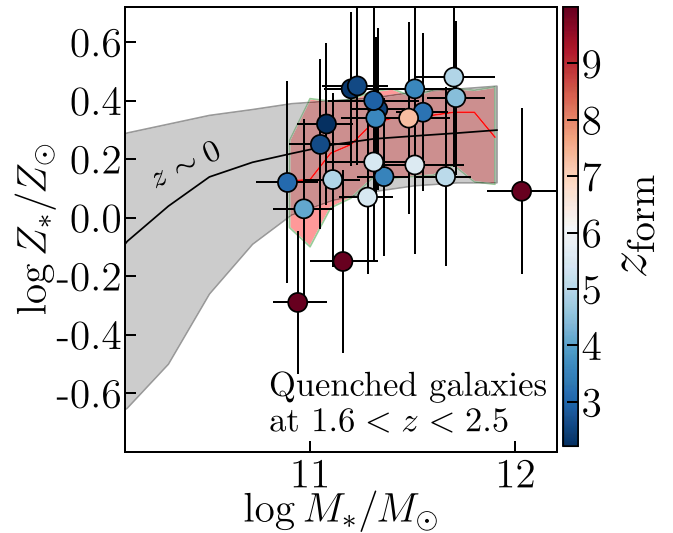 0.6
0.4
0.2
0.0
-0.2
-0.4
-0.6
log Z*/Z⊙
z ∼ 0
Quenched galaxies
at 1.6 < z < 2.5
11
12
log M*/M⊙
9
8
7
6
5
4
3
zform